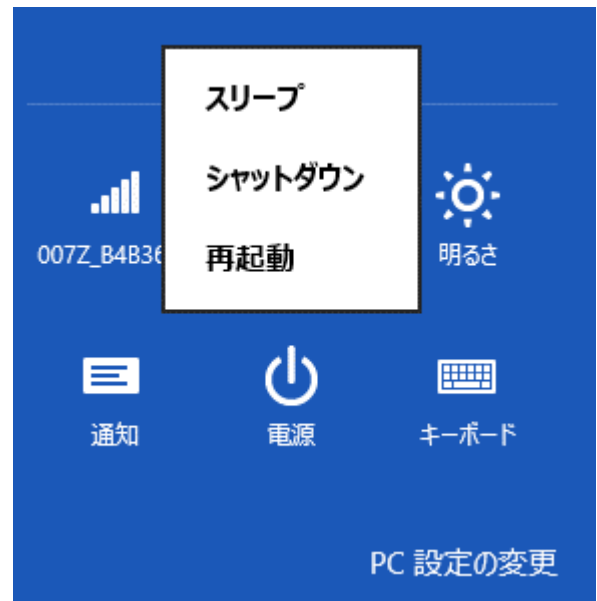 スリープ
シャットダウン
再起動
007Z_B4B36
明るさ
通知
電源
キーボード
PC 設定の変更